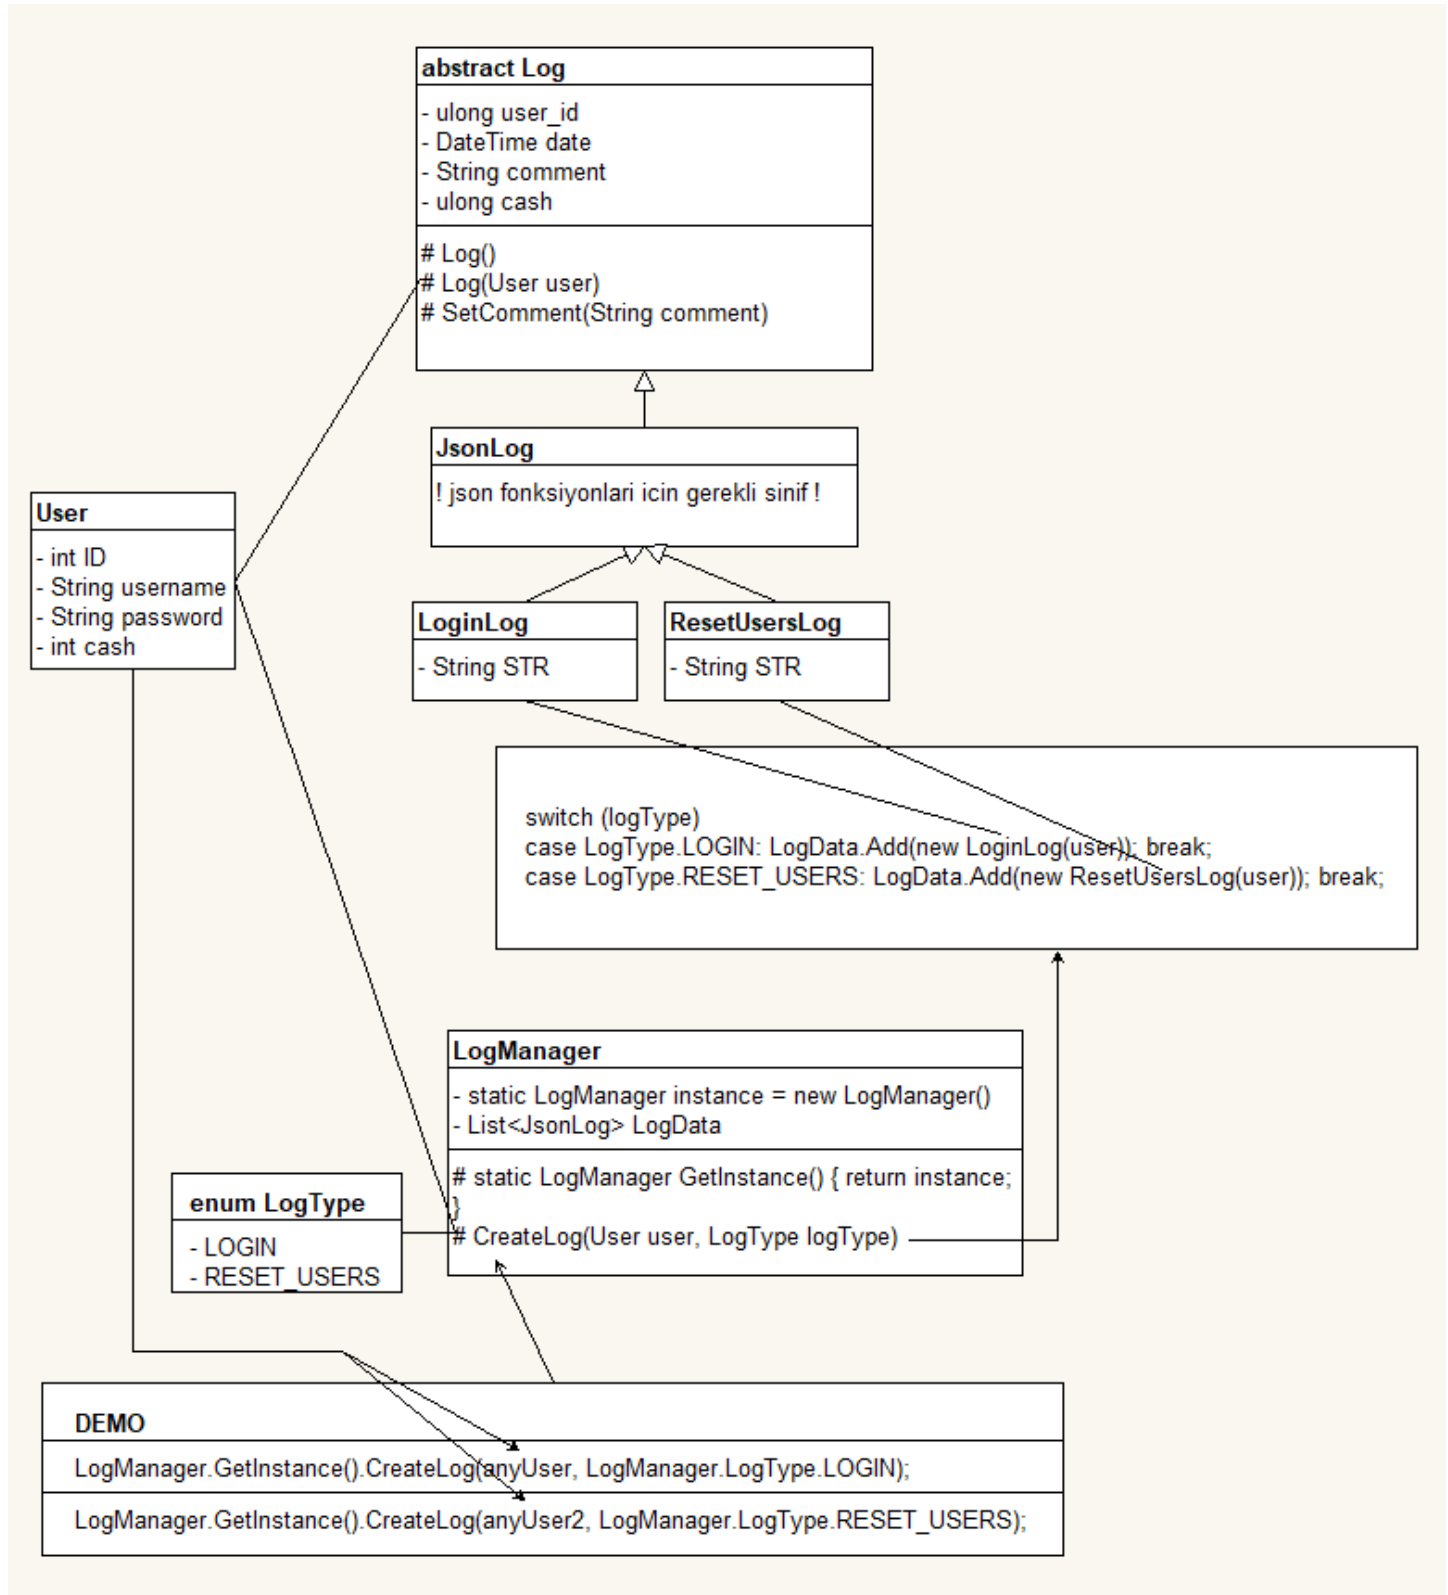 abstract Log
- ulong user_id
- DateTime date
- String comment
- ulong cash
# Log()
# Log(User user)
# SetComment(String comment)
JsonLog
! json fonksiyonlari icin gerekli sinif !
User
- int ID
- String username
- String password
- int cash
LoginLog
- String STR
ResetUsersLog
- String STR
switch (logType)
case LogType.LOGIN: LogData.Add(new LoginLog(user)); break;
case LogType.RESET_USERS: LogData.Add(new ResetUsersLog(user)); break;
LogManager
- static LogManager instance = new LogManager()
- List<JsonLog> LogData
# static LogManager GetInstance() { return instance;
}
# CreateLog(User user, LogType logType)
enum LogType
- LOGIN
- RESET_USERS
DEMO
LogManager.GetInstance().CreateLog(anyUser, LogManager.LogType.LOGIN);
LogManager.GetInstance().CreateLog(anyUser2, LogManager.LogType.RESET_USERS);